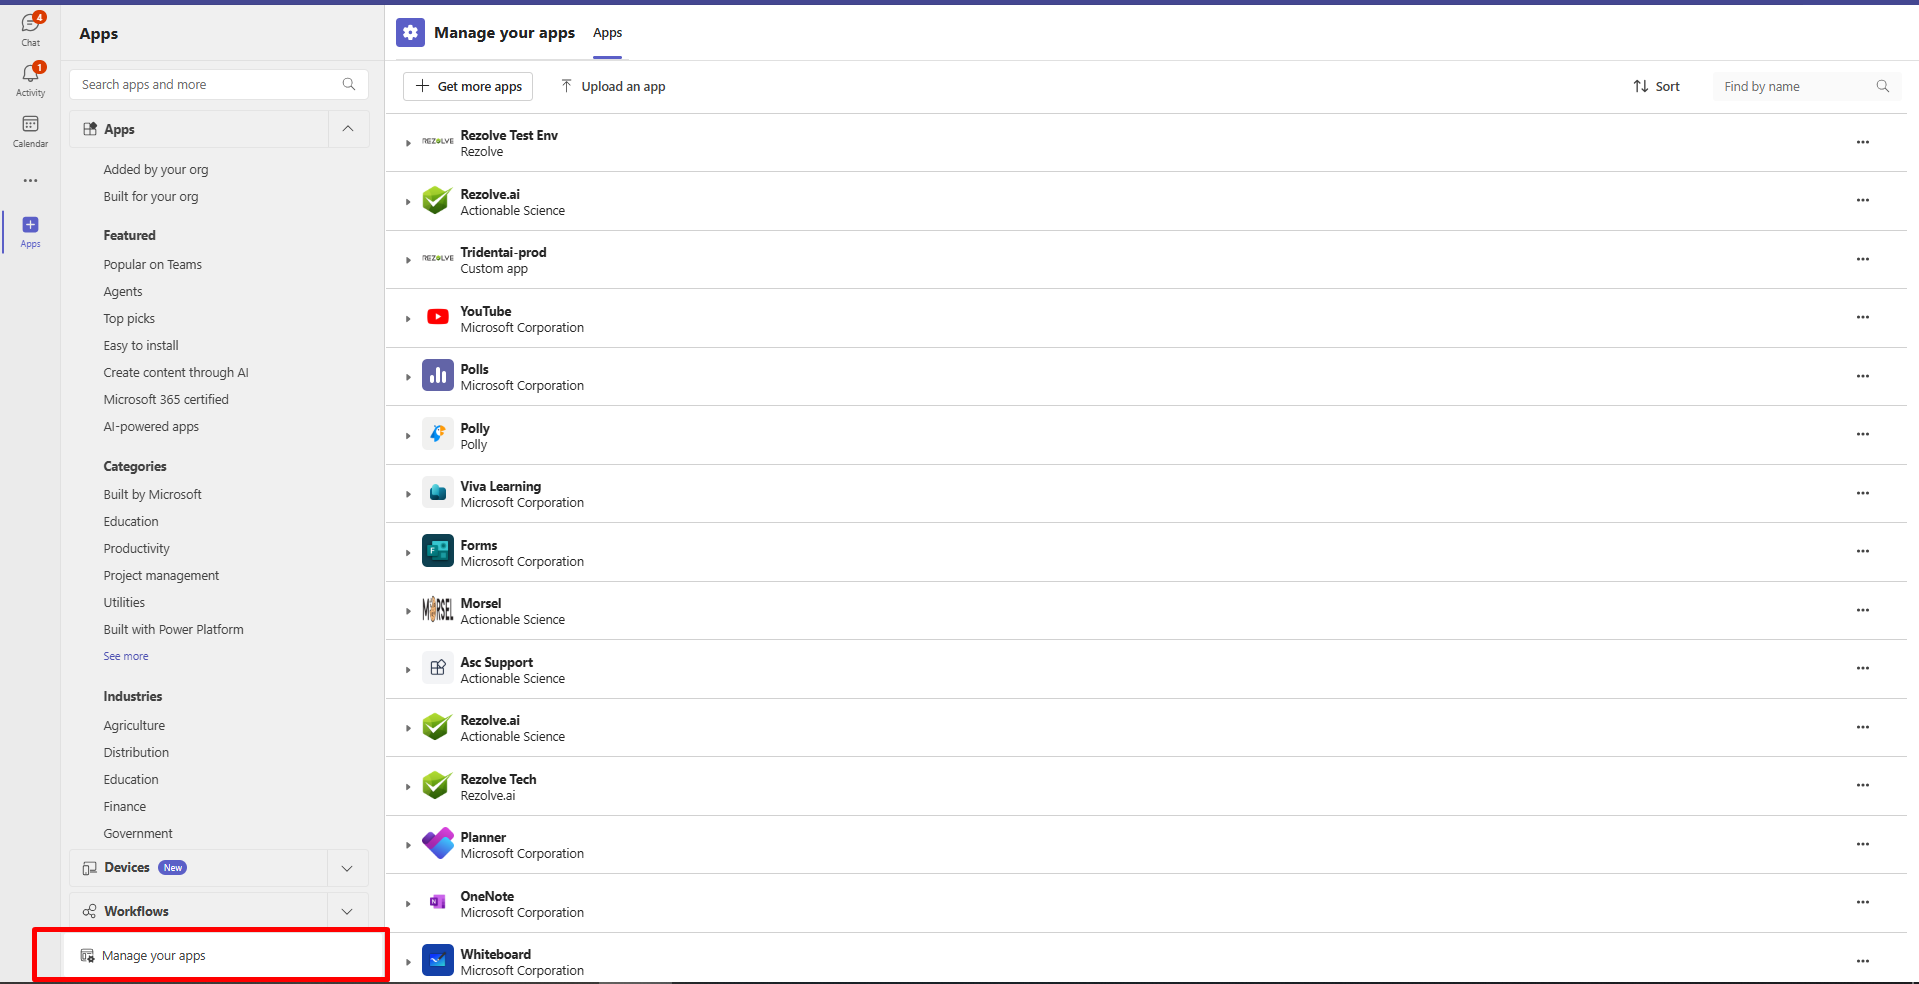 4
Chat
1
Activity
Calendar
Apps
Apps
Search apps and more
Apps
Added by your org
Built for your org
Featured
Popular on Teams
Agents
Top picks
Easy to install
Create content through AI
Microsoft 365 certified
AI-powered apps
Categories
Built by Microsoft
Education
Productivity
Project management
Utilities
Built with Power Platform
See more
Industries
Agriculture
Distribution
Education
Finance
Government
Devices New
Workflows
Manage your apps
Manage your apps Apps
Get more apps Upload an app Sort Find by name
REZOLVE
Rezolve Test Env
Rezolve
Rezolve.ai
Actionable Science
REZOLVE
Tridentai-prod
Custom app
YouTube
Microsoft Corporation
Polls
Microsoft Corporation
Polly
Polly
Viva Learning
Microsoft Corporation
F
Forms
Microsoft Corporation
MORSEL
Morsel
Actionable Science
Asc Support
Actionable Science
Rezolve.ai
Actionable Science
Rezolve Tech
Rezolve.ai
Planner
Microsoft Corporation
N
OneNote
Microsoft Corporation
Whiteboard
Microsoft Corporation